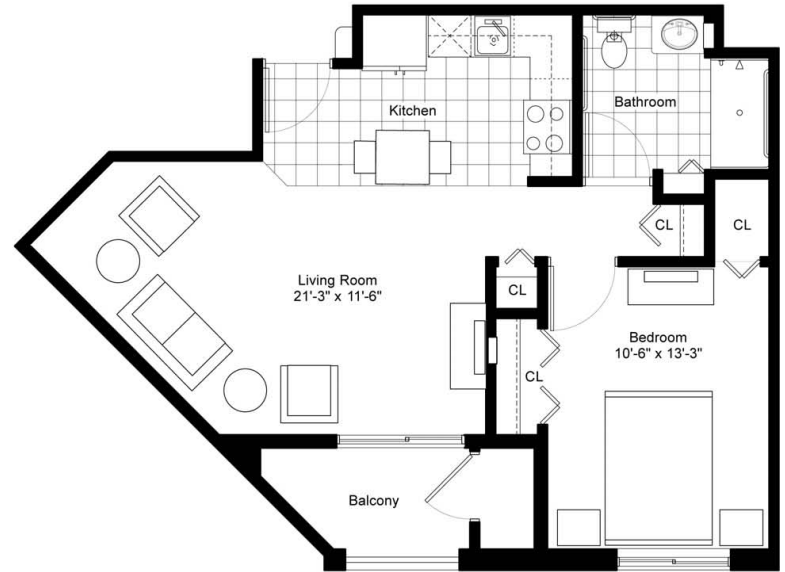 Kitchen
Bathroom
CL
CL
Living Room
21'-3" x 11'-6"
CL
Bedroom
10'-6" x 13'-3"
CL
Balcony